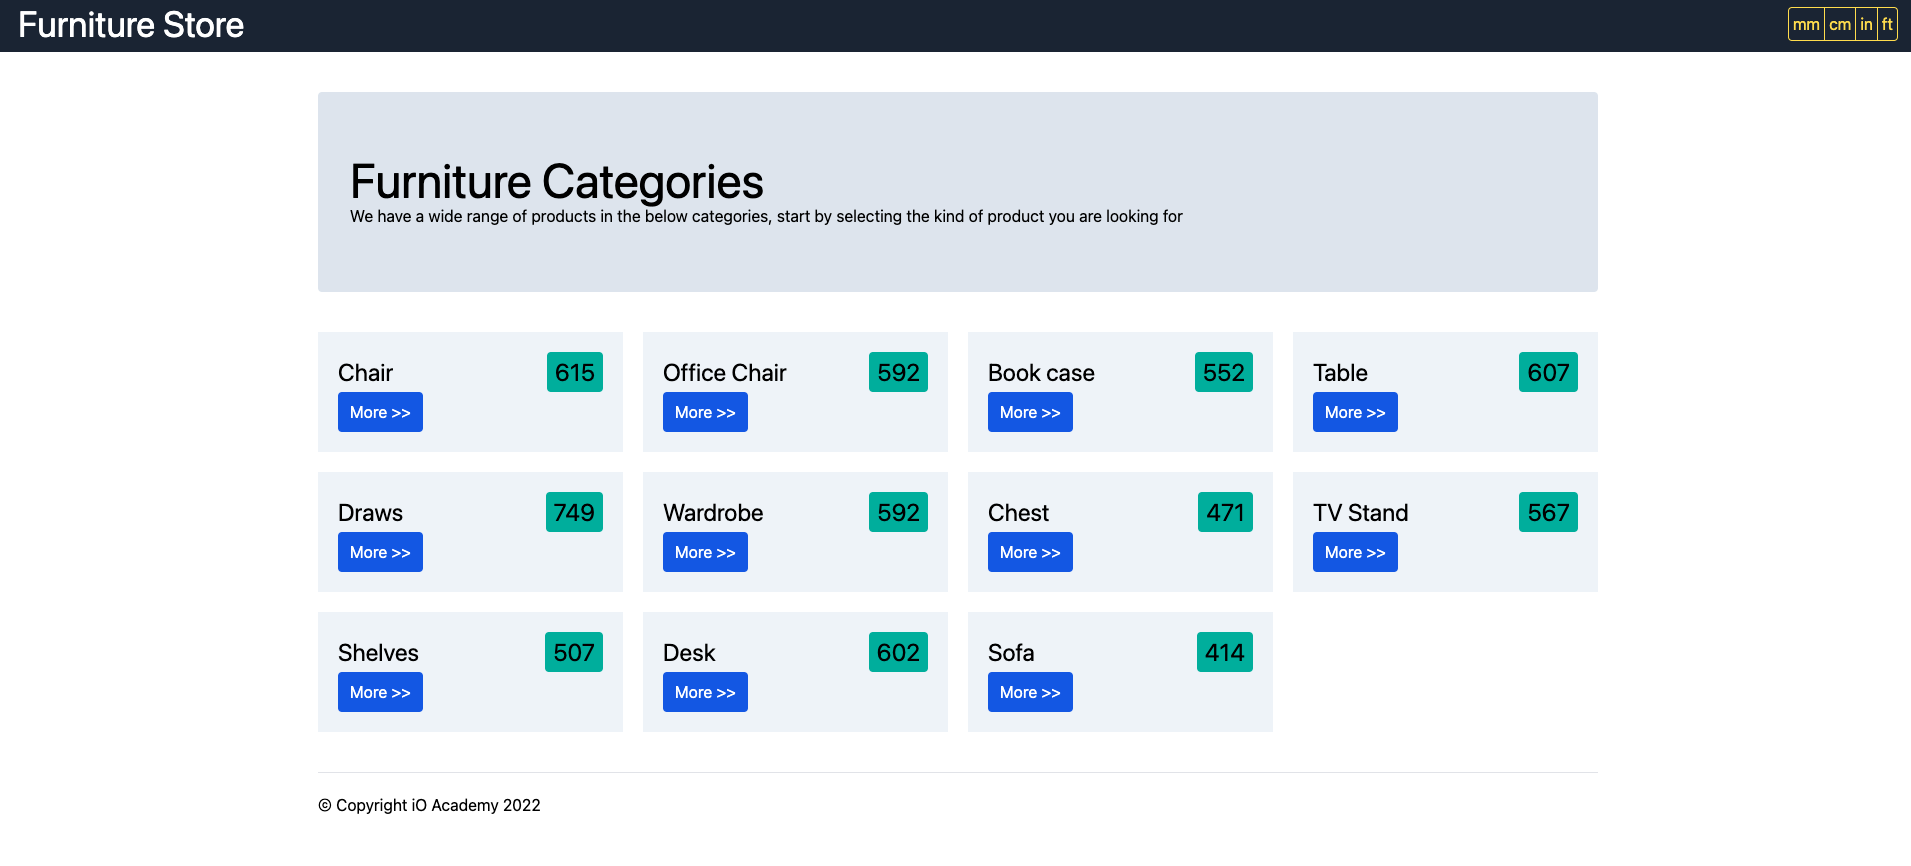 Furniture Store
mm cm in ft
Furniture Categories
We have a wide range of products in the below categories, start by selecting the kind of product you are looking for
Chair 615
More >>
Office Chair 592
More >>
Book case 552
More >>
Table 607
More >>
Draws 749
More >>
Wardrobe 592
More >>
Chest 471
More >>
TV Stand 567
More >>
Shelves 507
More >>
Desk 602
More >>
Sofa 414
More >>
© Copyright iO Academy 2022